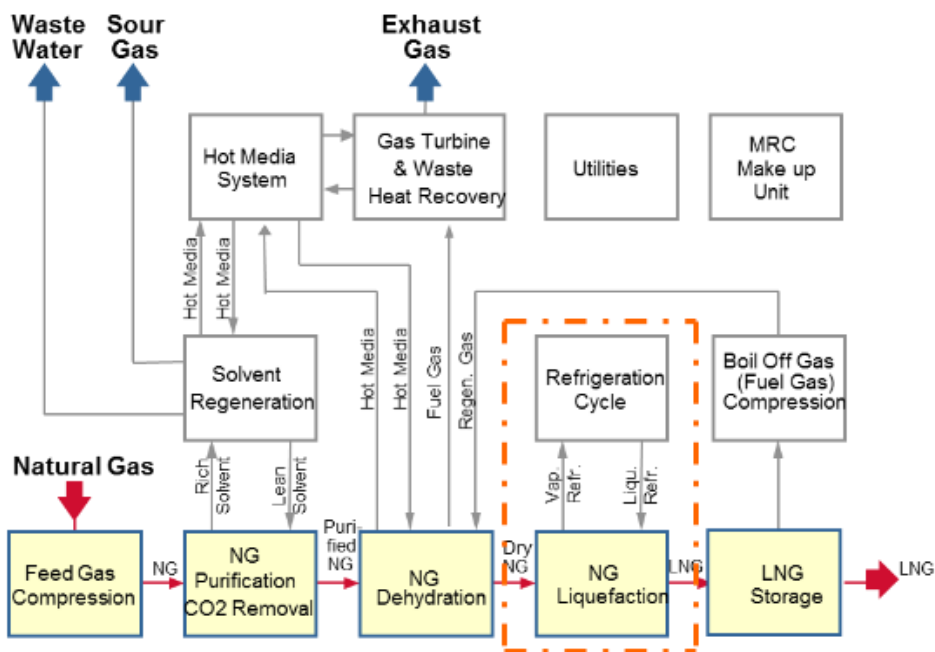 Waste
Water
Sour
Gas
Exhaust
Gas
Hot Media
System
Gas Turbine
& Waste
Heat Recovery
Utilities
MRC
Make up
Unit
Hot Media
Hot Media
Hot Media
Hot Media
Fuel Gas
Regen. Gas
Solvent
Regeneration
Refrigeration
Cycle
Boil Off Gas
(Fuel Gas)
Compression
Natural Gas
Rich
Solvent
Lean
Solvent
Vap.
Refr.
Liqu.
Refr.
Feed Gas
Compression
NG
NG
Purification
CO2 Removal
Puri-
fied
NG
NG
Dehydration
Dry
NG
NG
Liquefaction
LNG
LNG
Storage
LNG